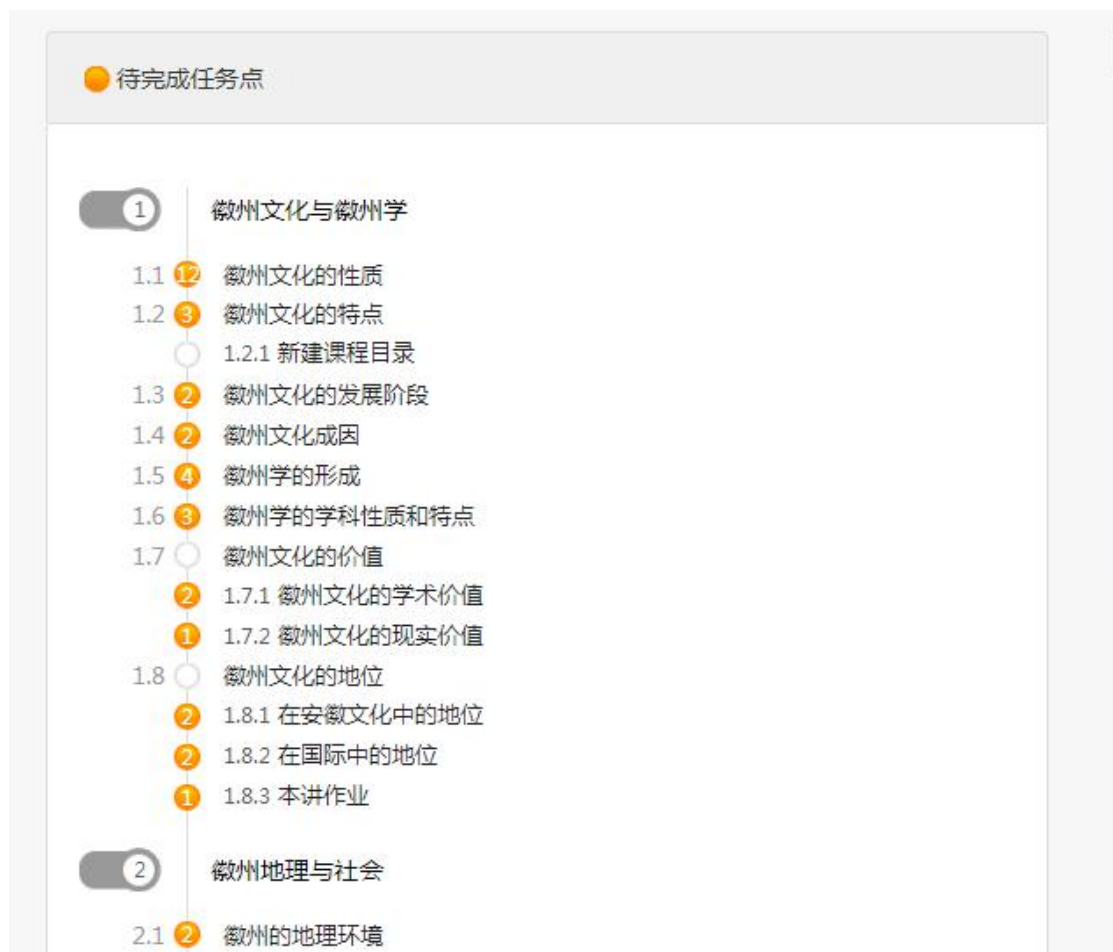 待完成任务点
1 徽州文化与徽州学
1.1 12 徽州文化的性质
1.2 3 徽州文化的特点
1.2.1 新建课程目录
1.3 2 徽州文化的发展阶段
1.4 2 徽州文化成因
1.5 4 徽州学的形成
1.6 3 徽州学的学科性质和特点
1.7 徽州文化的价值
2 1.7.1 徽州文化的学术价值
1 1.7.2 徽州文化的现实价值
1.8 徽州文化的地位
2 1.8.1 在安徽文化中的地位
2 1.8.2 在国际中的地位
1 1.8.3 本讲作业
2 徽州地理与社会
2.1 2 徽州的地理环境